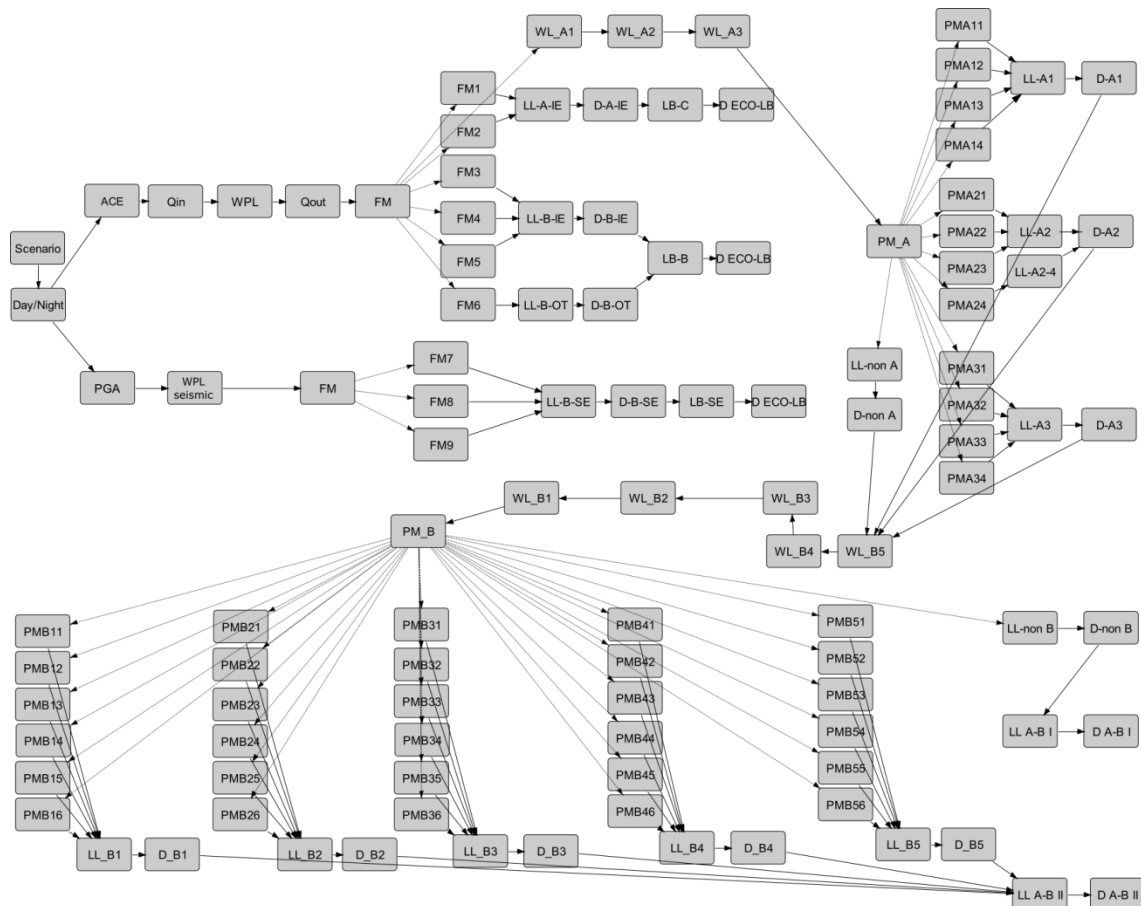 WL_A1
WL_A2
WL_A3
FM1
LL-A-IE
D-A-IE
LB-C
D ECO-LB
FM2
FM3
ACE
Qin
WPL
Qout
FM
FM4
LL-B-IE
D-B-IE
FM5
LB-B
D ECO-LB
FM6
LL-B-OT
D-B-OT
Scenario
Day/Night
PGA
WPL
seismic
FM
FM7
FM8
LL-B-SE
D-B-SE
LB-SE
D ECO-LB
FM9
PM_A
PMA11
PMA12
LL-A1
D-A1
PMA13
PMA14
PMA21
PMA22
LL-A2
D-A2
PMA23
LL-A2-4
PMA24
LL-non A
D-non A
PMA31
PMA32
LL-A3
D-A3
PMA33
PMA34
WL_B1
WL_B2
WL_B3
WL_B4
WL_B5
PM_B
PMB11
PMB12
PMB13
PMB14
PMB15
PMB16
LL_B1
D_B1
PMB21
PMB22
PMB23
PMB24
PMB25
PMB26
LL_B2
D_B2
PMB31
PMB32
PMB33
PMB34
PMB35
PMB36
LL_B3
D_B3
PMB41
PMB42
PMB43
PMB44
PMB45
PMB46
LL_B4
D_B4
PMB51
PMB52
PMB53
PMB54
PMB55
PMB56
LL_B5
D_B5
LL-non B
D-non B
LL A-B I
D A-B I
LL A-B II
D A-B II